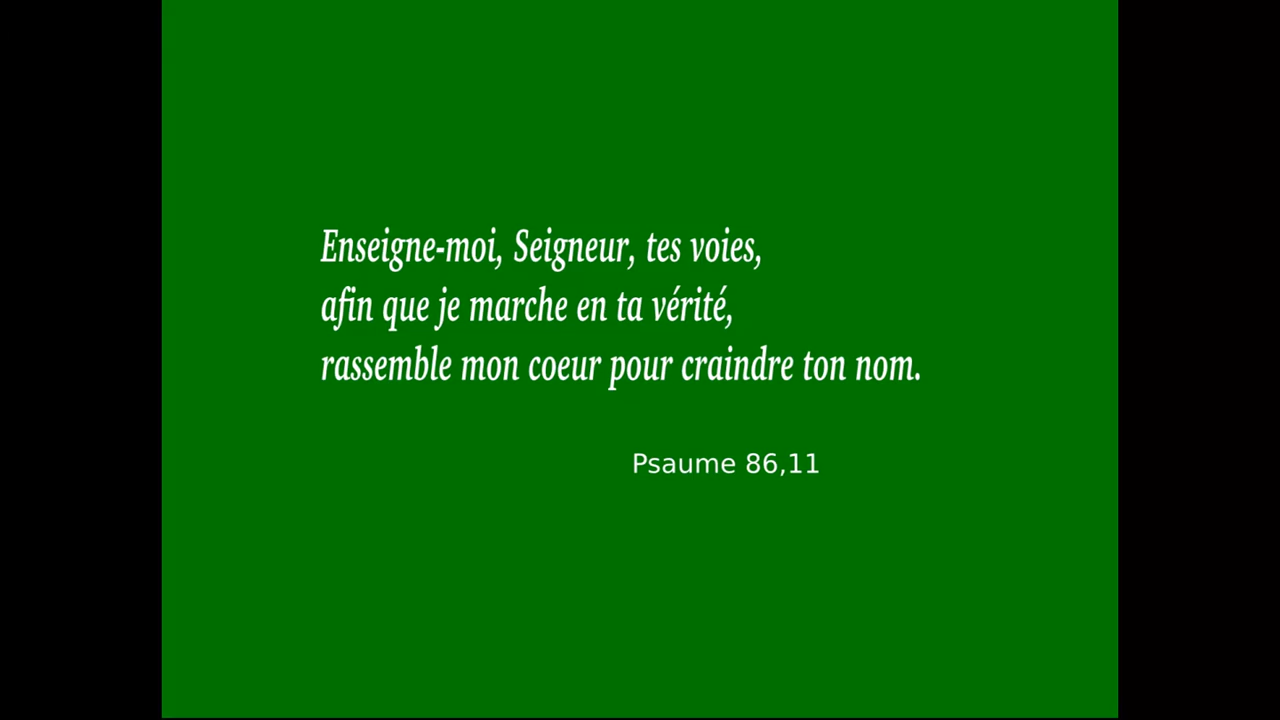 Enseigne-moi, Seigneur, tes voies,
afin que je marche en ta vérité,
rassemble mon coeur pour craindre ton nom.
Psaume 86,11